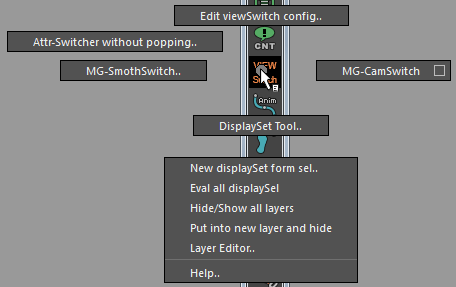 Edit viewSwitch config..
CNT
Attr-Switcher without popping..
VIEW
MG-SmothSwitch..
MG-CamSwitch
Switch
Anim
DisplaySet Tool..
New displaySet form sel..
Eval all displaySel
Hide/Show all layers
Put into new layer and hide
Layer Editor..
Help..